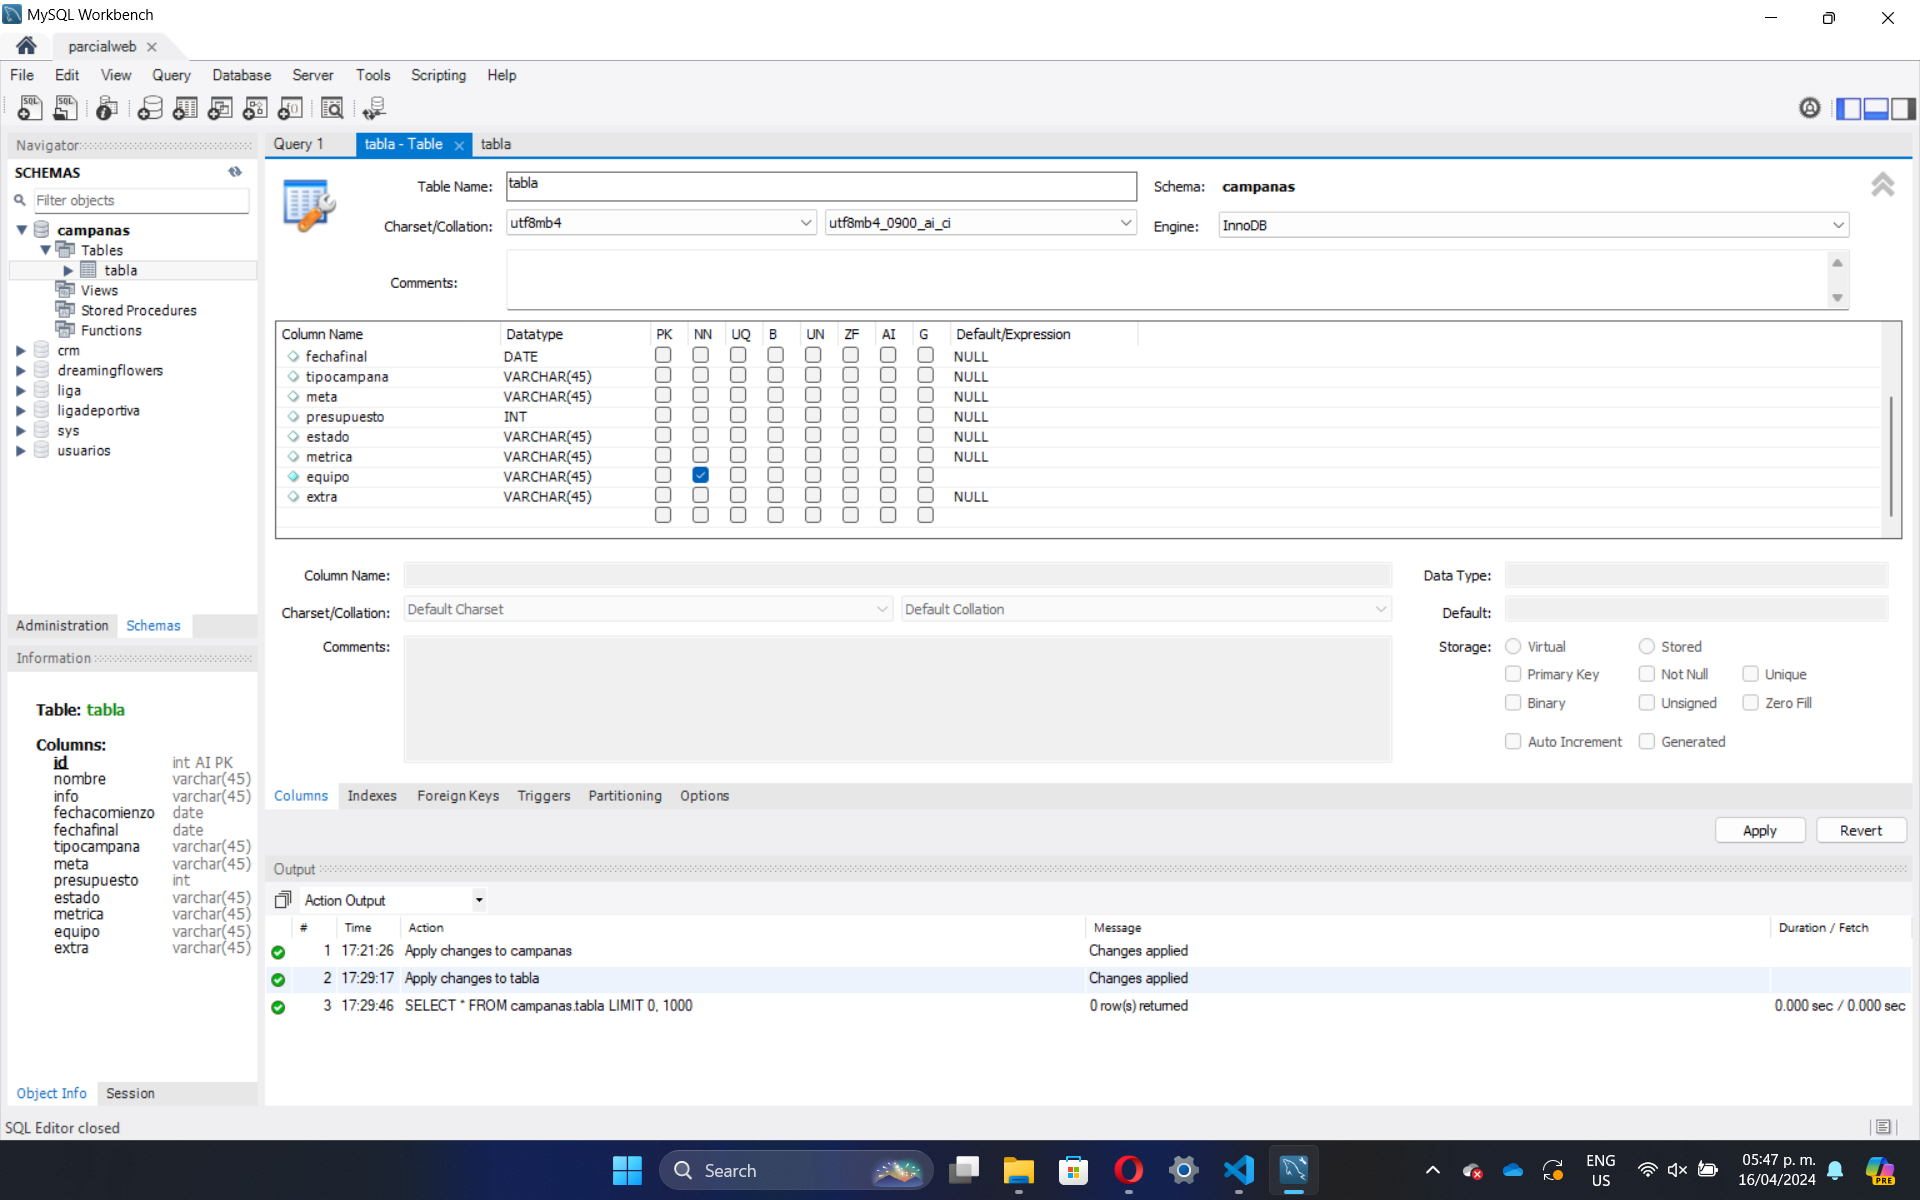 MySQL Workbench
parcialweb
File Edit View Query Database Server Tools Scripting Help
Navigator
SCHEMAS
Filter objects
campanas
Tables
tabla
Views
Stored Procedures
Functions
crm
dreamingflowers
liga
ligadeportiva
sys
usuarios
Administration Schemas
Information
Table: tabla
Columns:
id int AI PK
nombre varchar(45)
info varchar(45)
fechacomienzo date
fechafinal date
tipocampana varchar(45)
meta varchar(45)
presupuesto int
estado varchar(45)
metrica varchar(45)
equipo varchar(45)
extra varchar(45)
Object Info Session
Query 1 tabla - Table tabla
Table Name: tabla Schema: campanas
Charset/Collation: utf8mb4 utf8mb4_0900_ai_ci Engine: InnoDB
Comments:
Column Name Datatype PK NN UQ B UN ZF AI G Default/Expression
fechafinal DATE NULL
tipocampana VARCHAR(45) NULL
meta VARCHAR(45) NULL
presupuesto INT NULL
estado VARCHAR(45) NULL
metrica VARCHAR(45) NULL
equipo VARCHAR(45)
extra VARCHAR(45) NULL
Column Name: Data Type:
Charset/Collation: Default Charset Default Collation Default:
Comments: Storage: Virtual Stored
Primary Key Not Null Unique
Binary Unsigned Zero Fill
Auto Increment Generated
Columns Indexes Foreign Keys Triggers Partitioning Options
Apply Revert
Output
Action Output
# Time Action Message Duration / Fetch
1 17:21:26 Apply changes to campanas Changes applied
2 17:29:17 Apply changes to tabla Changes applied
3 17:29:46 SELECT * FROM campanas.tabla LIMIT 0, 1000 0 row(s) returned 0.000 sec / 0.000 sec
SQL Editor closed
Search
ENG
US
05:47 p. m.
16/04/2024
PRE